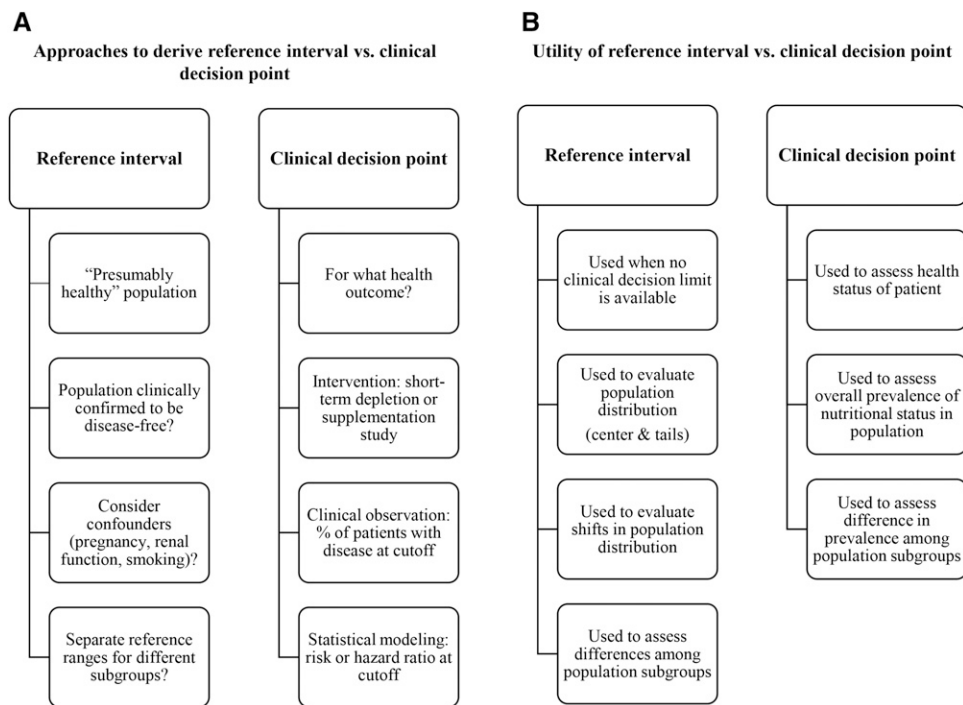 A
Approaches to derive reference interval vs. clinical
decision point
Reference interval
“Presumably
healthy” population
Population clinically
confirmed to be
disease-free?
Consider
confounders
(pregnancy, renal
function, smoking)?
Separate reference
ranges for different
subgroups?
Clinical decision point
For what health
outcome?
Intervention: short-
term depletion or
supplementation
study
Clinical observation:
% of patients with
disease at cutoff
Statistical modeling:
risk or hazard ratio at
cutoff
B
Utility of reference interval vs. clinical decision point
Reference interval
Used when no
clinical decision limit
is available
Used to evaluate
population
distribution
(center & tails)
Used to evaluate
shifts in population
distribution
Used to assess
differences among
population subgroups
Clinical decision point
Used to assess health
status of patient
Used to assess
overall prevalence of
nutritional status in
population
Used to assess
difference in
prevalence among
population subgroups